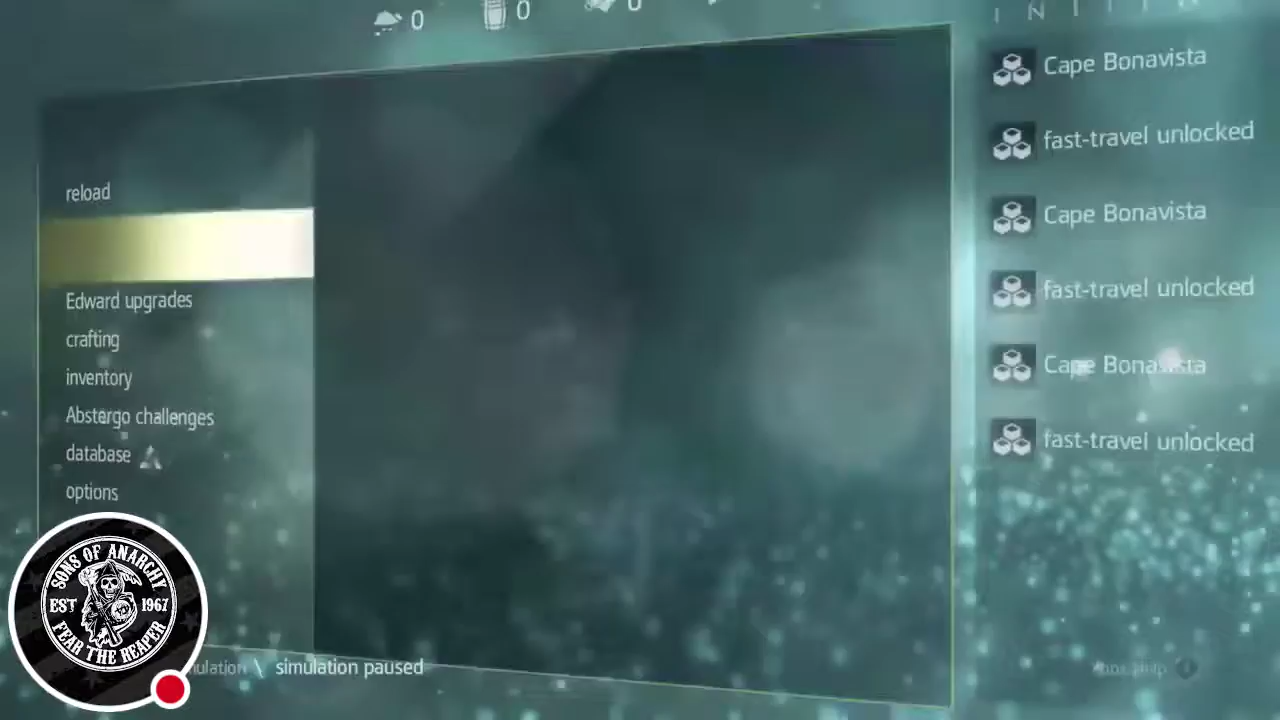 0
0
0
Cape Bonavista
fast-travel unlocked
Cape Bonavista
fast-travel unlocked
Cape Bonavista
fast-travel unlocked
reload
Edward upgrades
crafting
inventory
Abstergo challenges
database
options
SONS OF ANARCHY
EST 1967
FEAR THE REAPER
\ simulation paused